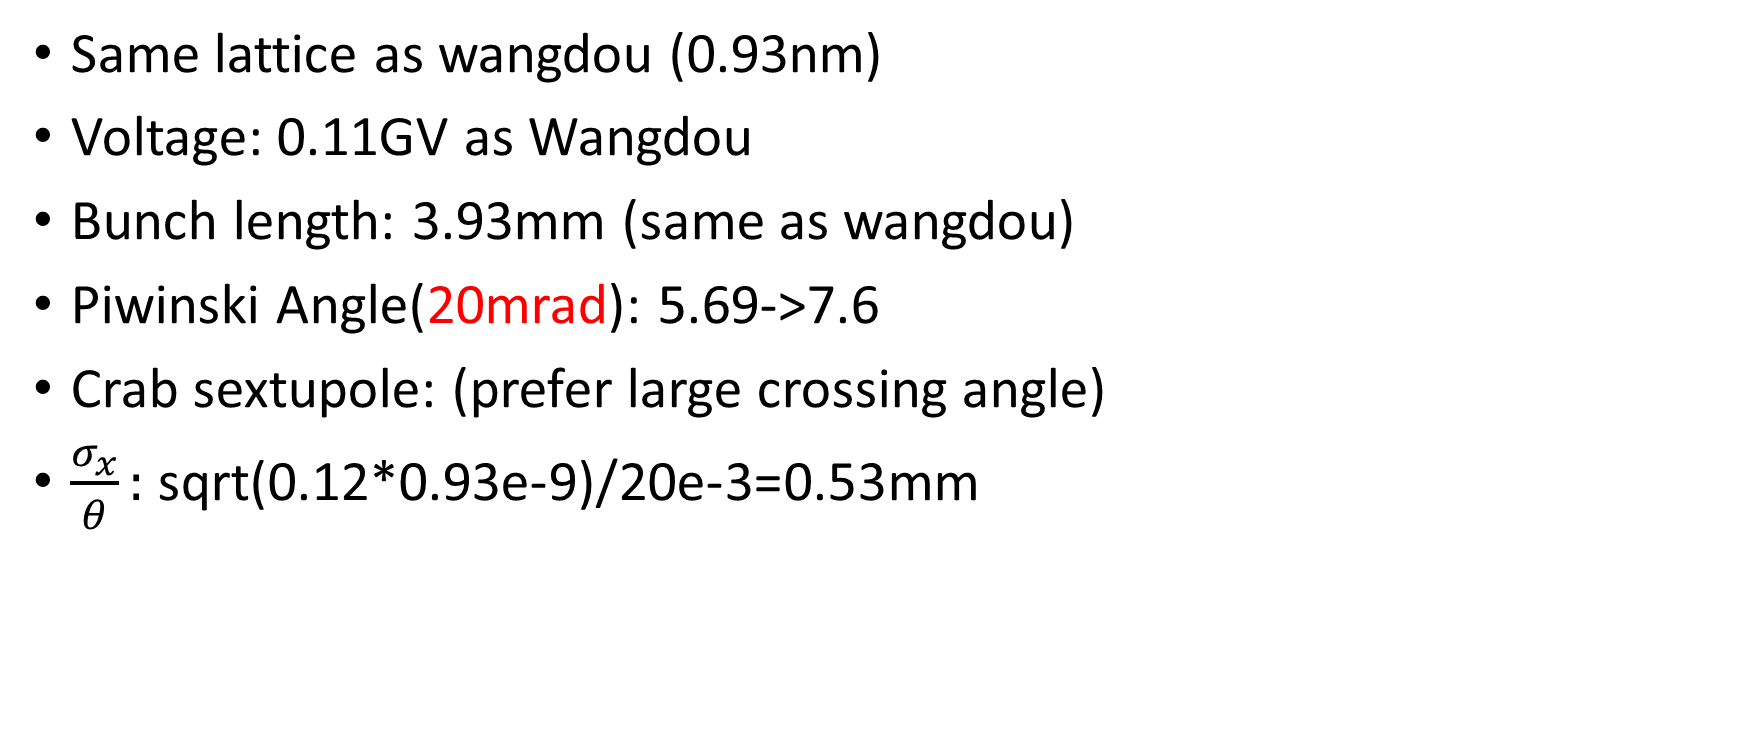 • Same lattice as wangdou (0.93nm)
• Voltage: 0.11GV as Wangdou
• Bunch length: 3.93mm (same as wangdou)
• Piwinski Angle(20mrad): 5.69->7.6
• Crab sextupole: (prefer large crossing angle)
• σx/θ: sqrt(0.12*0.93e-9)/20e-3=0.53mm